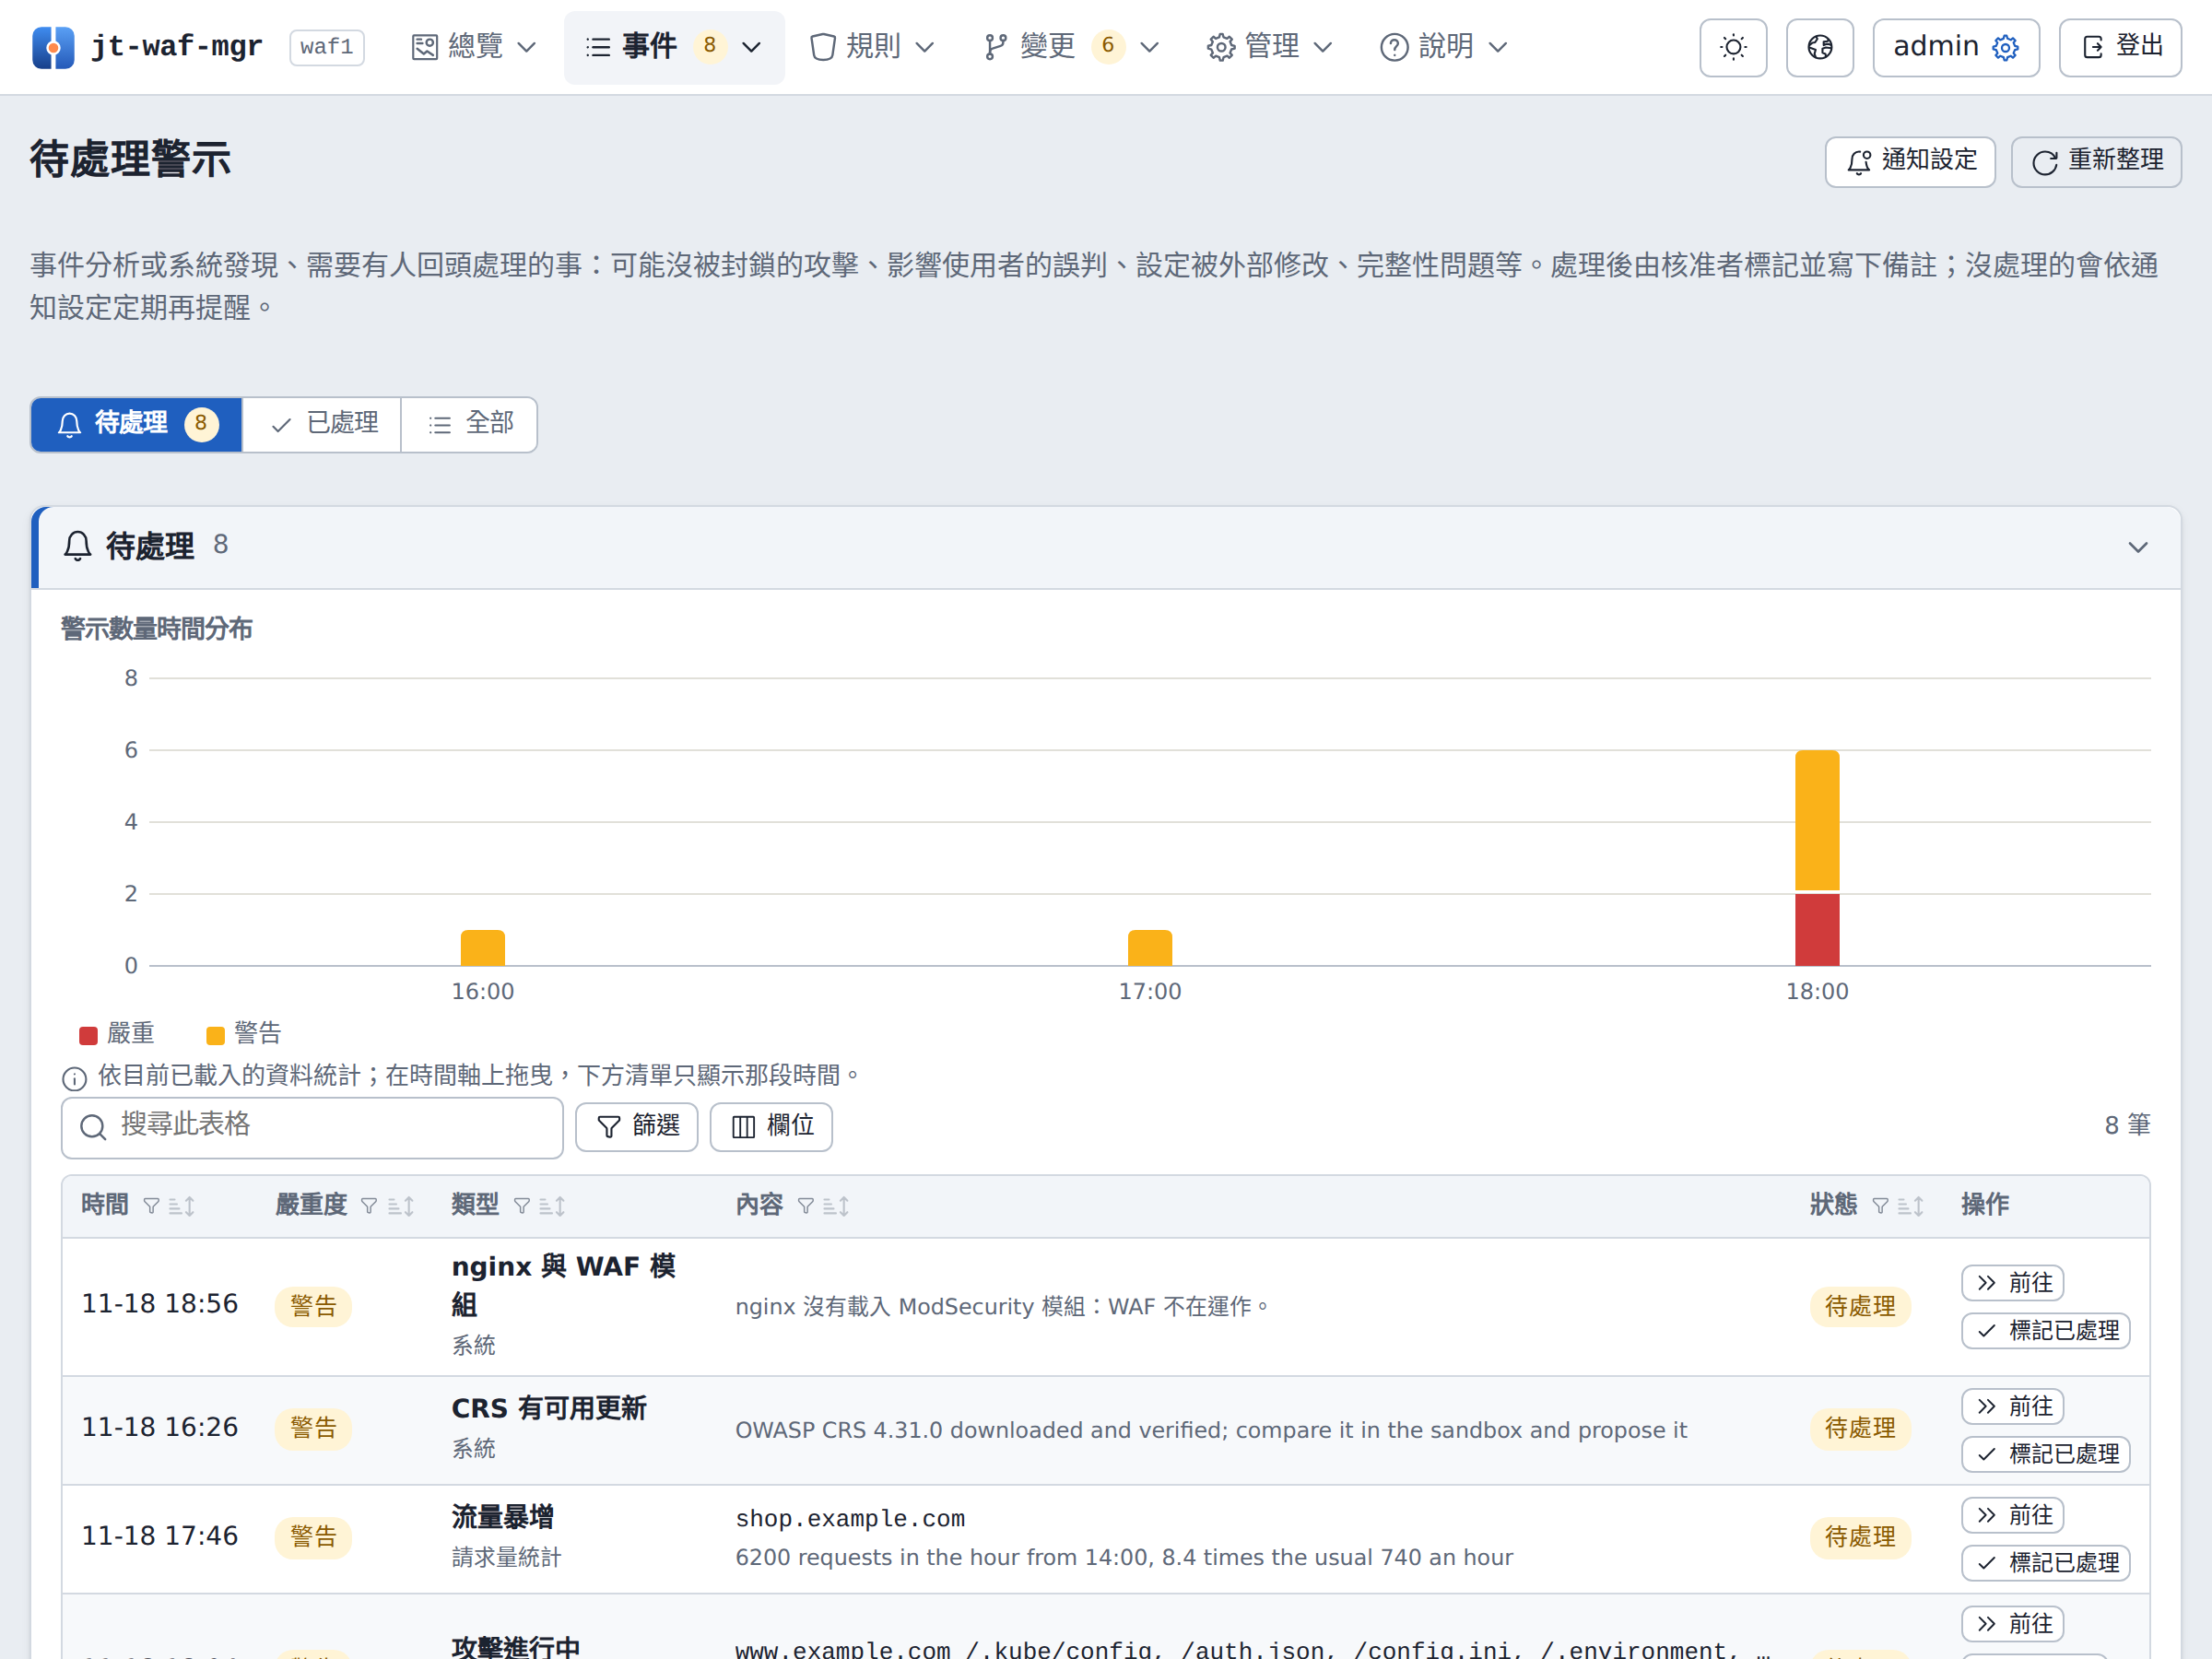 jt-waf-mgr waf1 總覽 事件 8 規則 變更 6 管理 說明 admin 登出
待處理警示 通知設定 重新整理
事件分析或系統發現、需要有人回頭處理的事：可能沒被封鎖的攻擊、影響使用者的誤判、設定被外部修改、完整性問題等。處理後由核准者標記並寫下備註；沒處理的會依通
知設定定期再提醒。
待處理 8 已處理 全部
待處理 8
警示數量時間分布
8
6
4
2
0
16:00 17:00 18:00
嚴重 警告
依目前已載入的資料統計；在時間軸上拖曳，下方清單只顯示那段時間。
搜尋此表格 篩選 欄位 8 筆
時間 嚴重度 類型 內容 狀態 操作
11-18 18:56 警告 nginx 與 WAF 模
組
系統 nginx 沒有載入 ModSecurity 模組：WAF 不在運作。 待處理 前往
標記已處理
11-18 16:26 警告 CRS 有可用更新
系統 OWASP CRS 4.31.0 downloaded and verified; compare it in the sandbox and propose it 待處理 前往
標記已處理
11-18 17:46 警告 流量暴增 shop.example.com 待處理 前往
請求量統計 6200 requests in the hour from 14:00, 8.4 times the usual 740 an hour 標記已處理
攻擊進行中 www.example.com /.kube/config, /auth.json, /config.ini, /.environment, … 前往